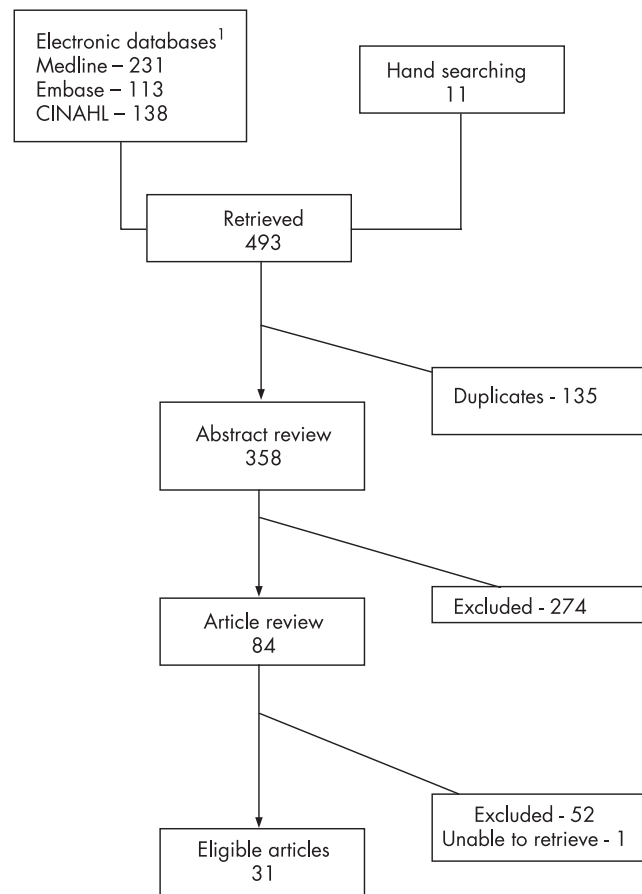 Electronic databases¹
Medline – 231
Embase – 113
CINAHL – 138
Hand searching
11
Retrieved
493
Duplicates - 135
Abstract review
358
Excluded - 274
Article review
84
Excluded - 52
Unable to retrieve - 1
Eligible articles
31